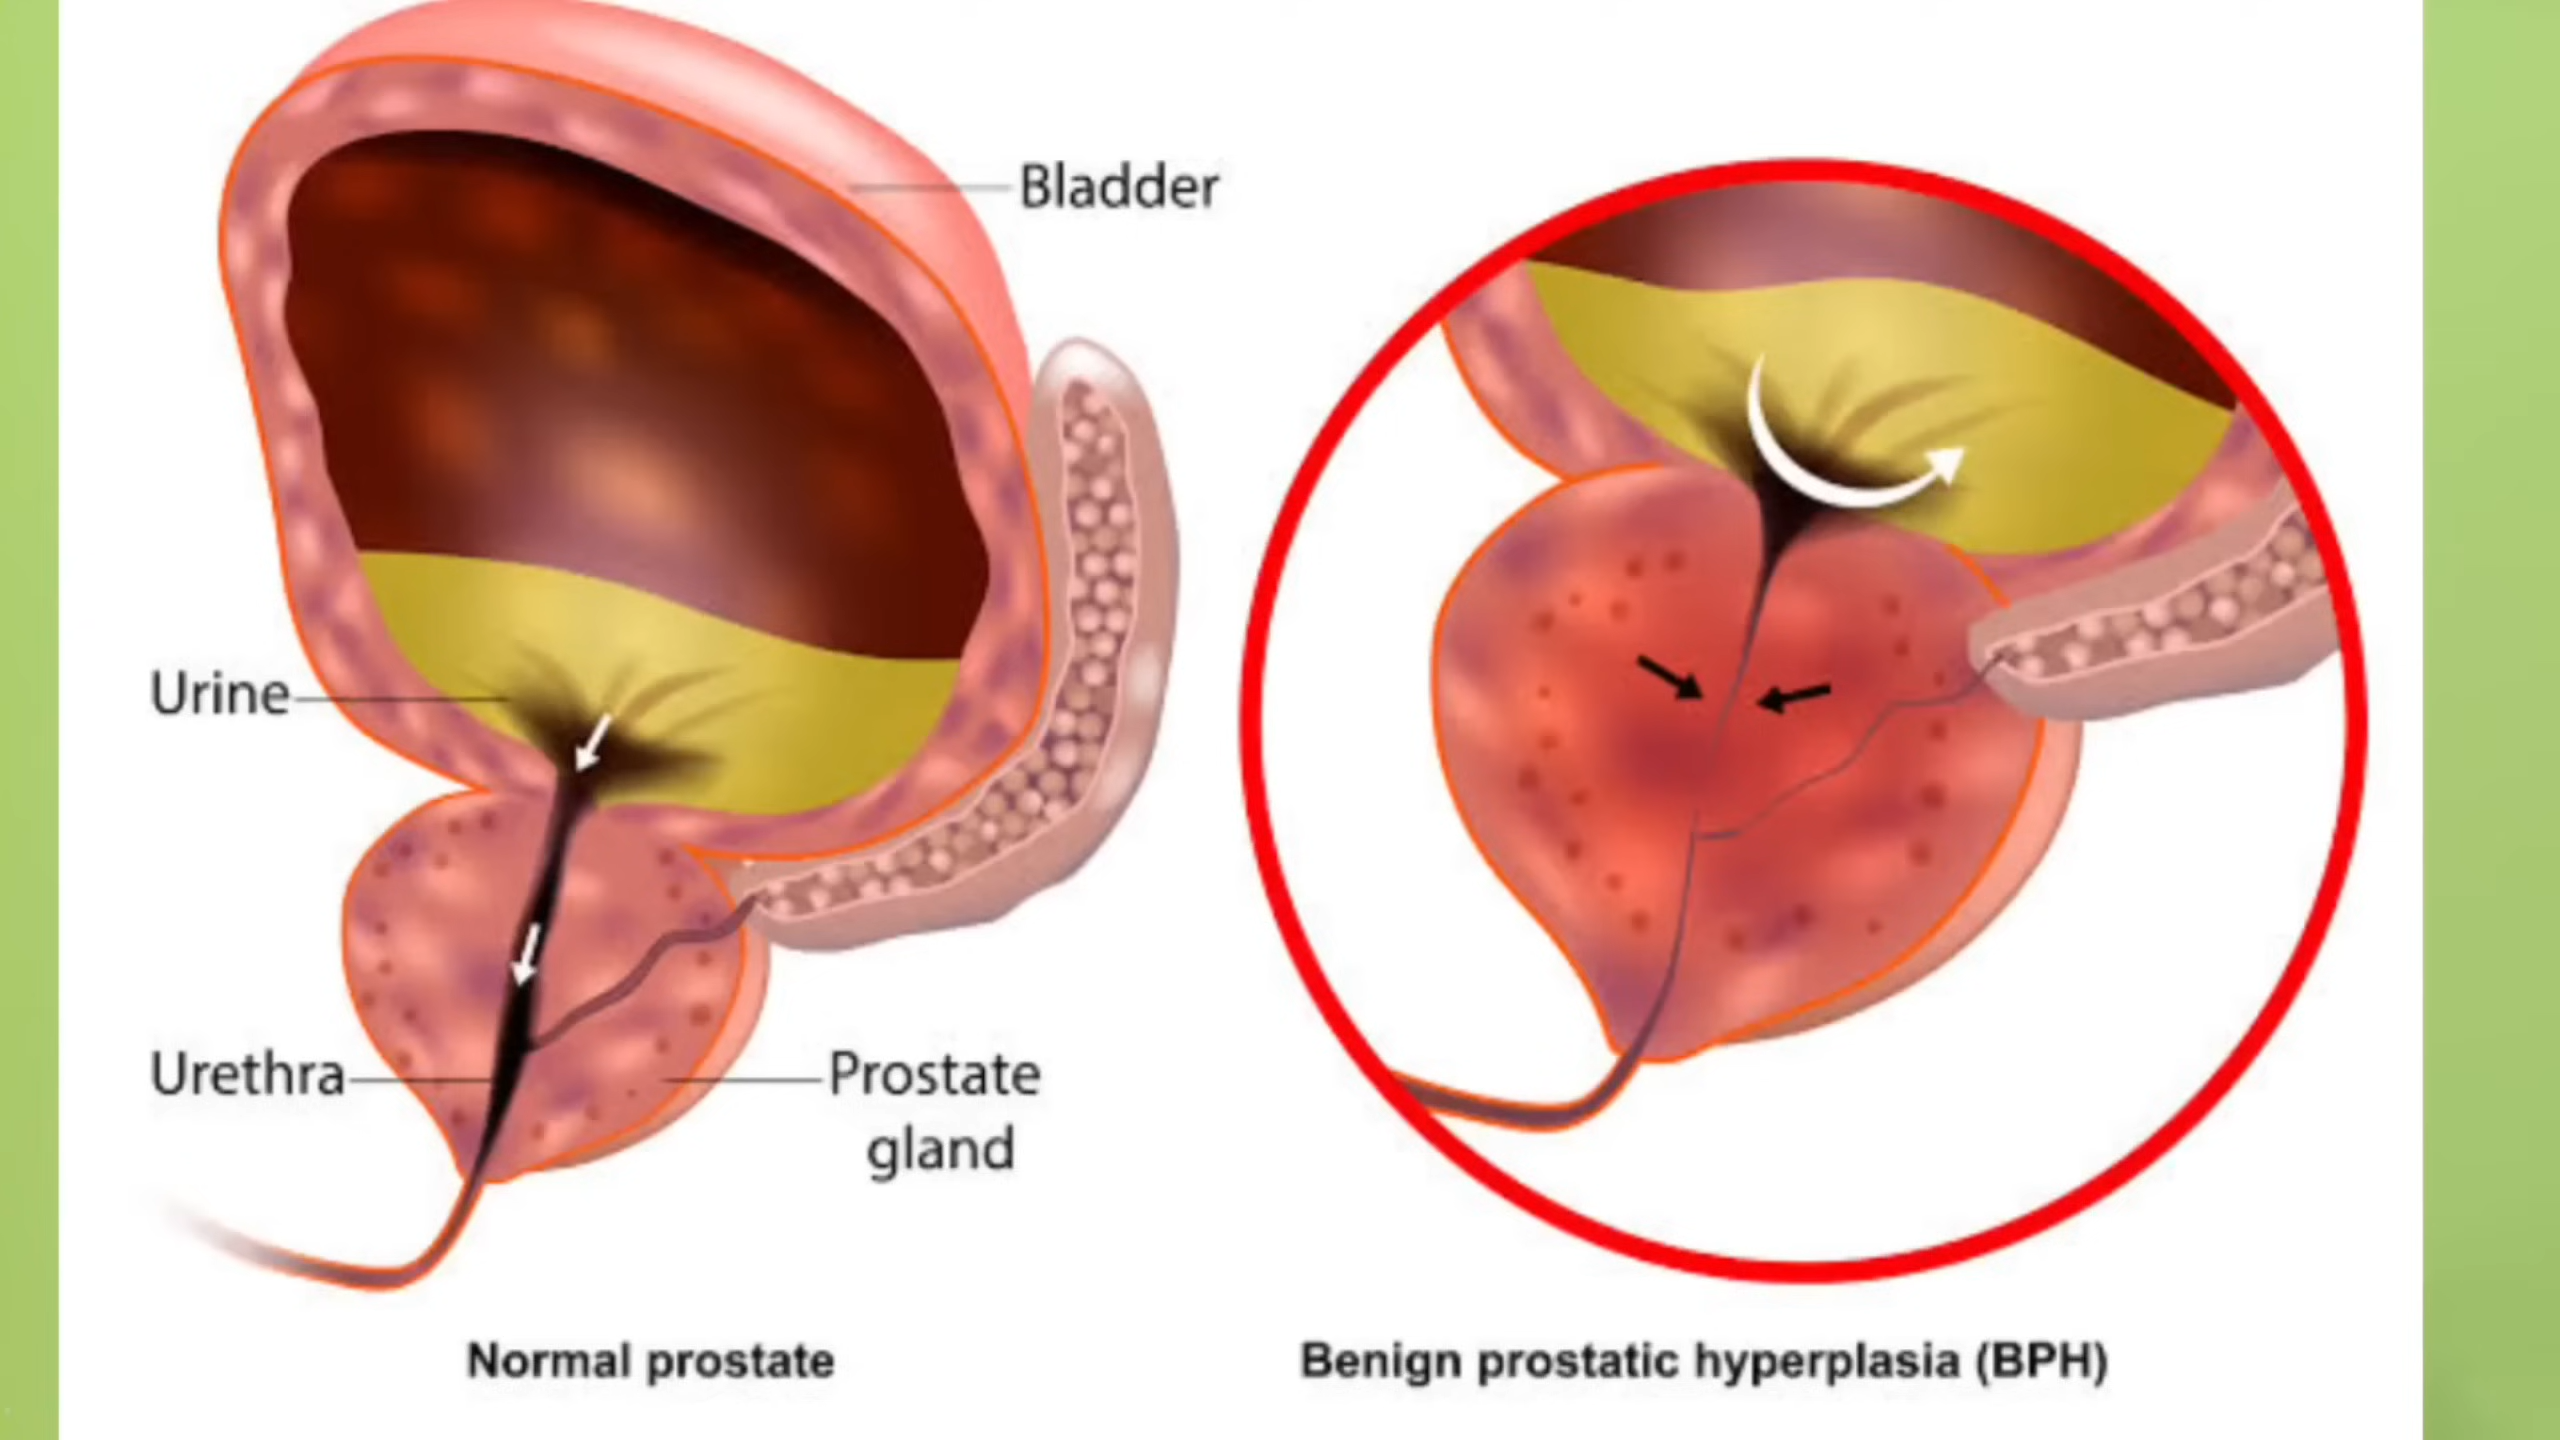 Bladder
Urine
Urethra
Prostate
gland
Normal prostate
Benign prostatic hyperplasia (BPH)